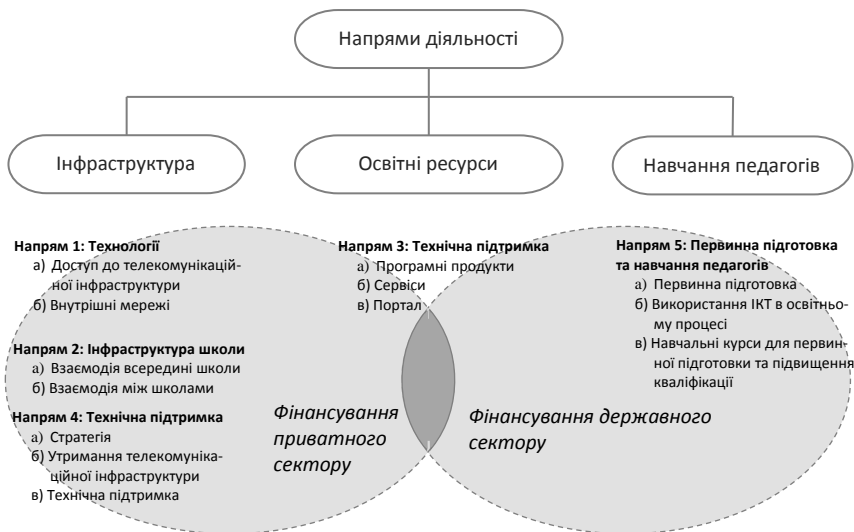 Напрями діяльності
Інфраструктура
Освітні ресурси
Навчання педагогів
Напрям 1: Технології
а) Доступ до телекомунікацій-
ної інфраструктури
б) Внутрішні мережі
Напрям 2: Інфраструктура школи
а) Взаємодія всередині школи
б) Взаємодія між школами
Напрям 4: Технічна підтримка
а) Стратегія
б) Утримання телекомуніка-
ційної інфраструктури
в) Технічна підтримка
Напрям 3: Технічна підтримка
а) Програмні продукти
б) Сервіси
в) Портал
Напрям 5: Первинна підготовка
та навчання педагогів
а) Первинна підготовка
б) Використання ІКТ в освітньо-
му процесі
в) Навчальні курси для первин-
ної підготовки та підвищення
кваліфікації
Фінансування
приватного
сектору
Фінансування державного
сектору